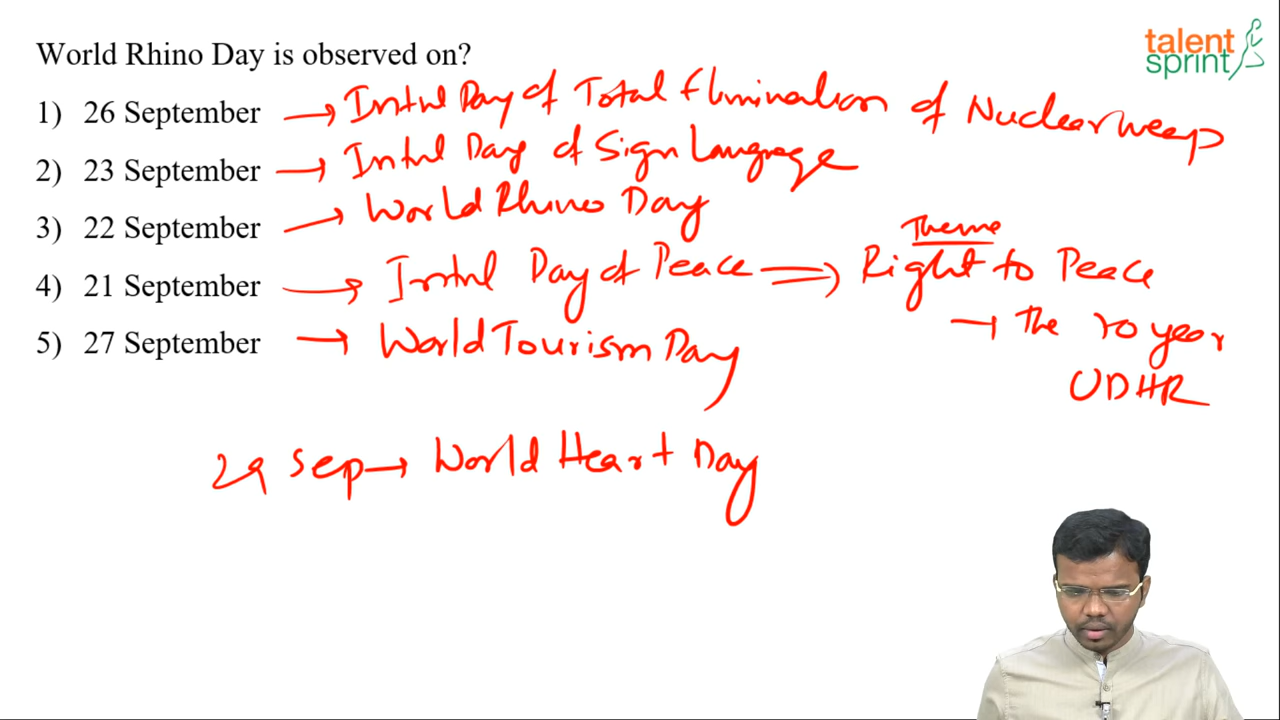 talent
sprint
World Rhino Day is observed on?
1) 26 September → Intnl Day of Total Elimination of Nuclear weap
2) 23 September → Intnl Day of Sign Language
3) 22 September → World Rhino Day
Theme
4) 21 September → Intnl Day of Peace ⇒ Right to Peace
→ The 70 year
UDHR
5) 27 September → World Tourism Day
29 Sep → World Heart Day